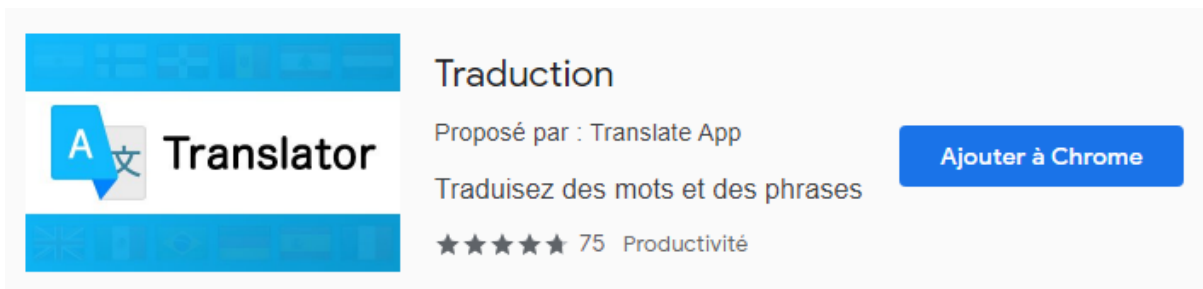 A 文 Translator
Traduction
Proposé par : Translate App
Traduisez des mots et des phrases
75 Productivité
Ajouter à Chrome